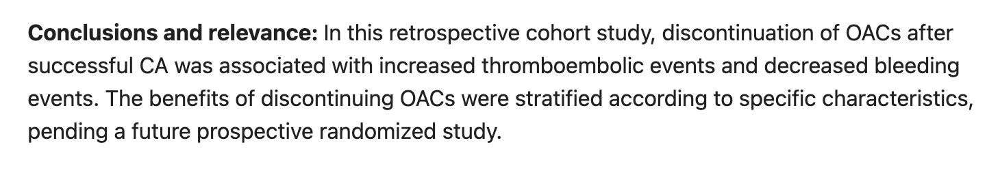 Conclusions and relevance: In this retrospective cohort study, discontinuation of OACs after
successful CA was associated with increased thromboembolic events and decreased bleeding
events. The benefits of discontinuing OACs were stratified according to specific characteristics,
pending a future prospective randomized study.